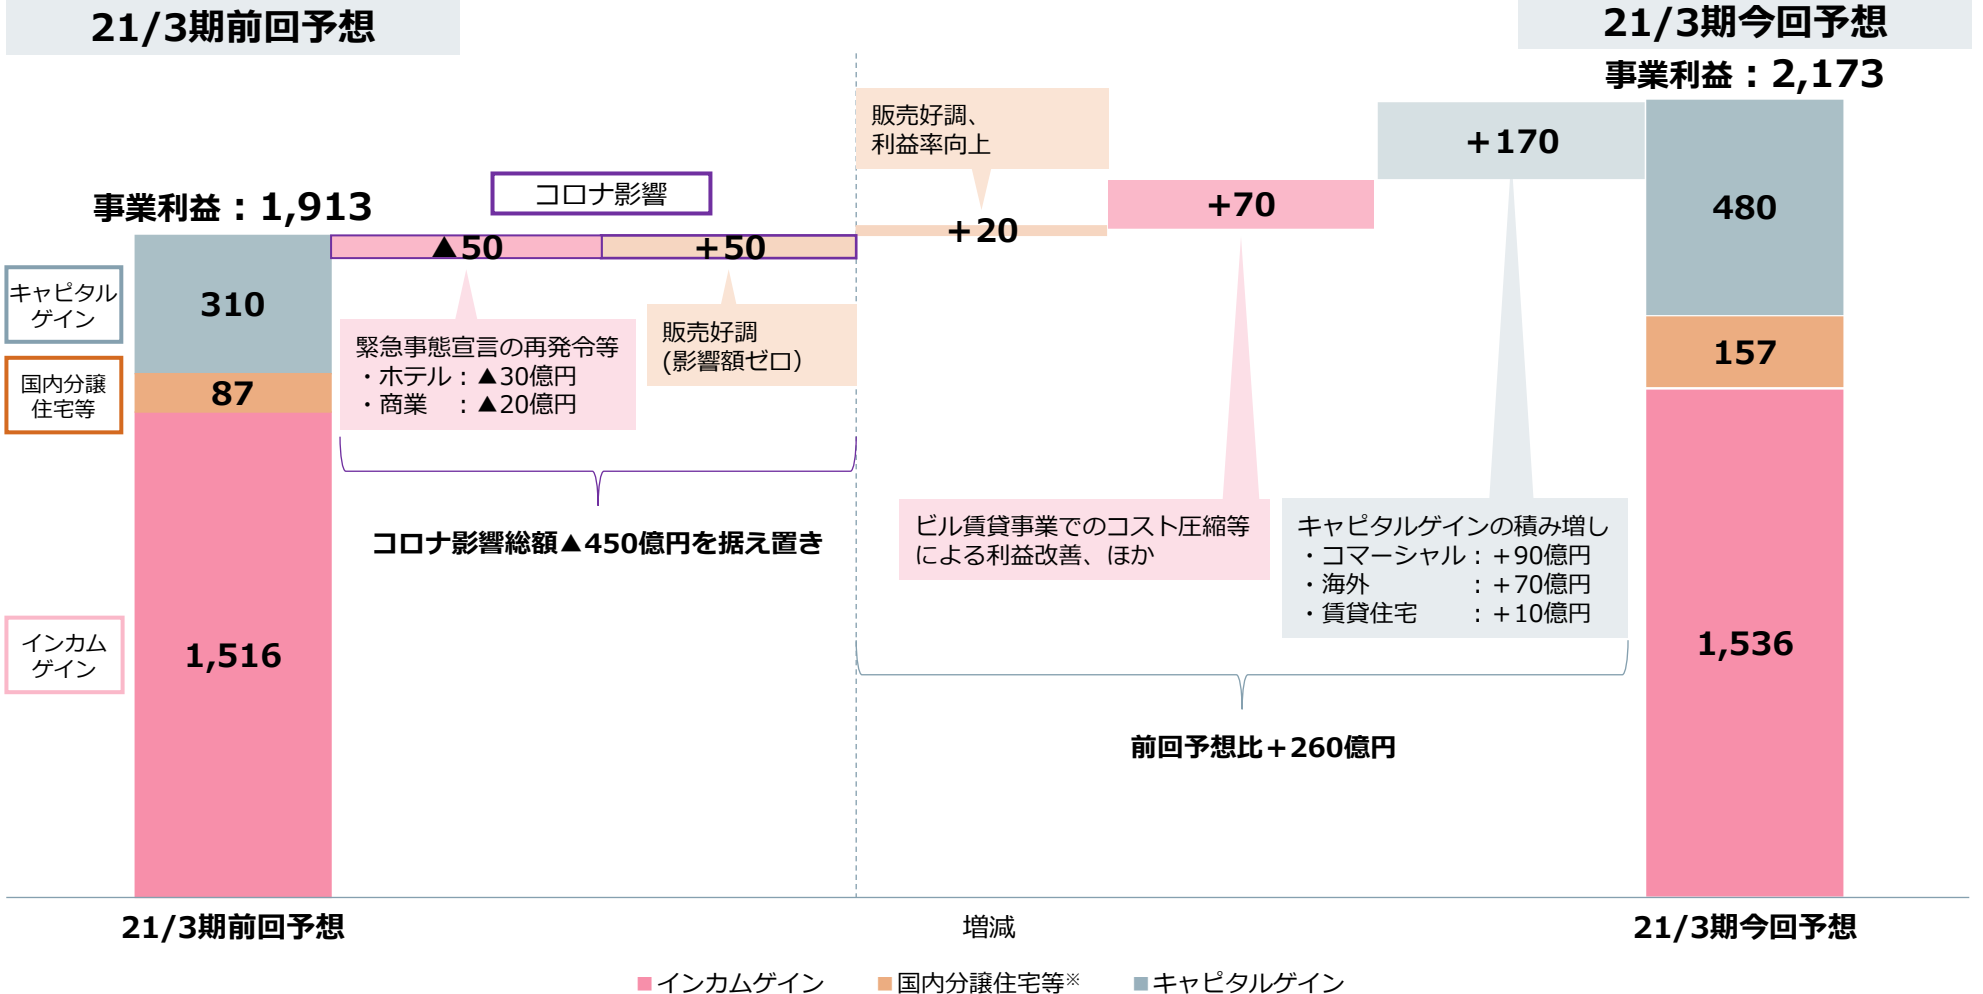 21/3期前回予想
21/3期今回予想
事業利益：2,173
事業利益：1,913
コロナ影響
販売好調、
利益率向上
＋170
＋70
＋20
▲50
＋50
480
157
1,536
キャピタル
ゲイン
国内分譲
住宅等
インカム
ゲイン
310
87
1,516
緊急事態宣言の再発令等
・ホテル：▲30億円
・商業　：▲20億円
販売好調
(影響額ゼロ)
コロナ影響総額▲450億円を据え置き
ビル賃貸事業でのコスト圧縮等
による利益改善、ほか
キャピタルゲインの積み増し
・コマーシャル：＋90億円
・海外　　　　：＋70億円
・賃貸住宅　　：＋10億円
前回予想比＋260億円
21/3期前回予想
増減
21/3期今回予想
インカムゲイン
国内分譲住宅等※
キャピタルゲイン